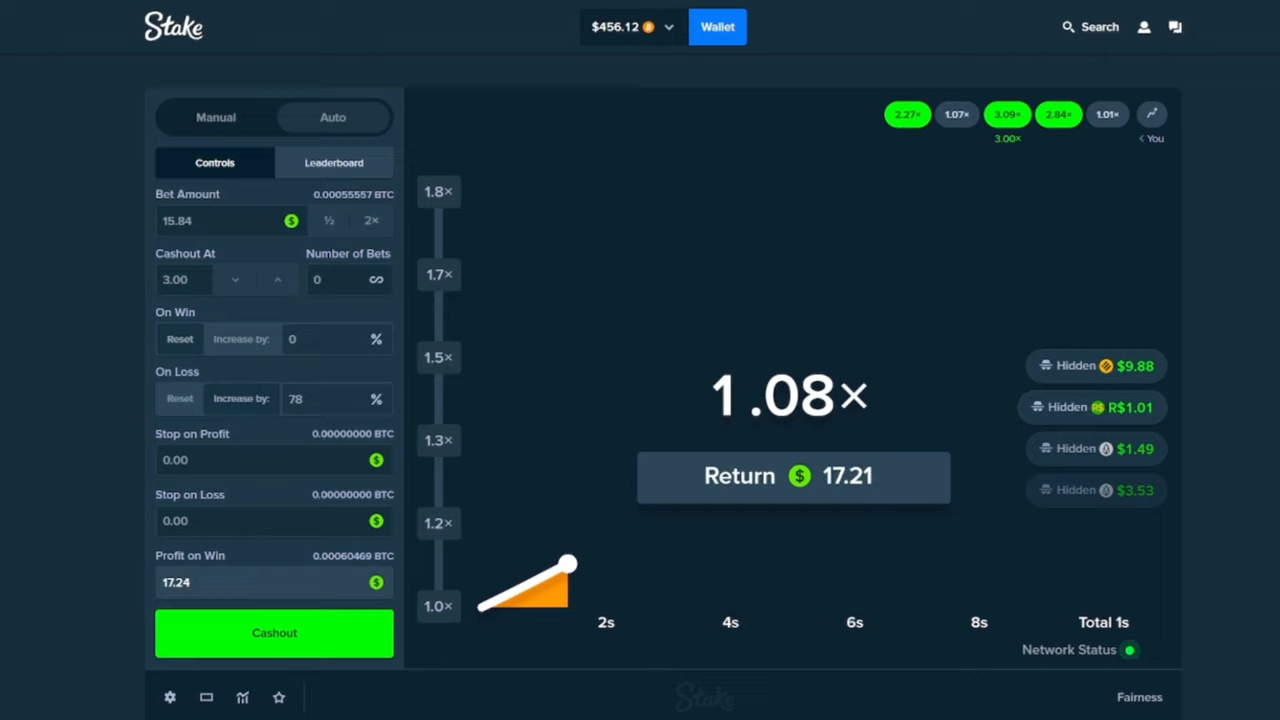 Stake
$456.12
Wallet
Search
Manual Auto
Controls Leaderboard
Bet Amount 0.00055557 BTC
15.84 $ ½ 2×
Cashout At Number of Bets
3.00 0 ∞
On Win
Reset Increase by: 0 %
On Loss
Reset Increase by: 78 %
Stop on Profit 0.00000000 BTC
0.00 $
Stop on Loss 0.00000000 BTC
0.00 $
Profit on Win 0.00060469 BTC
17.24 $
Cashout
2.27× 1.07× 3.09× 2.84× 1.01×
3.00× < You
1.8×
1.7×
1.5×
1.3×
1.2×
1.0×
1.08×
Return $ 17.21
Hidden $9.88
Hidden R$ R$1.01
Hidden $1.49
Hidden $3.53
2s 4s 6s 8s Total 1s
Network Status
Stake
Fairness